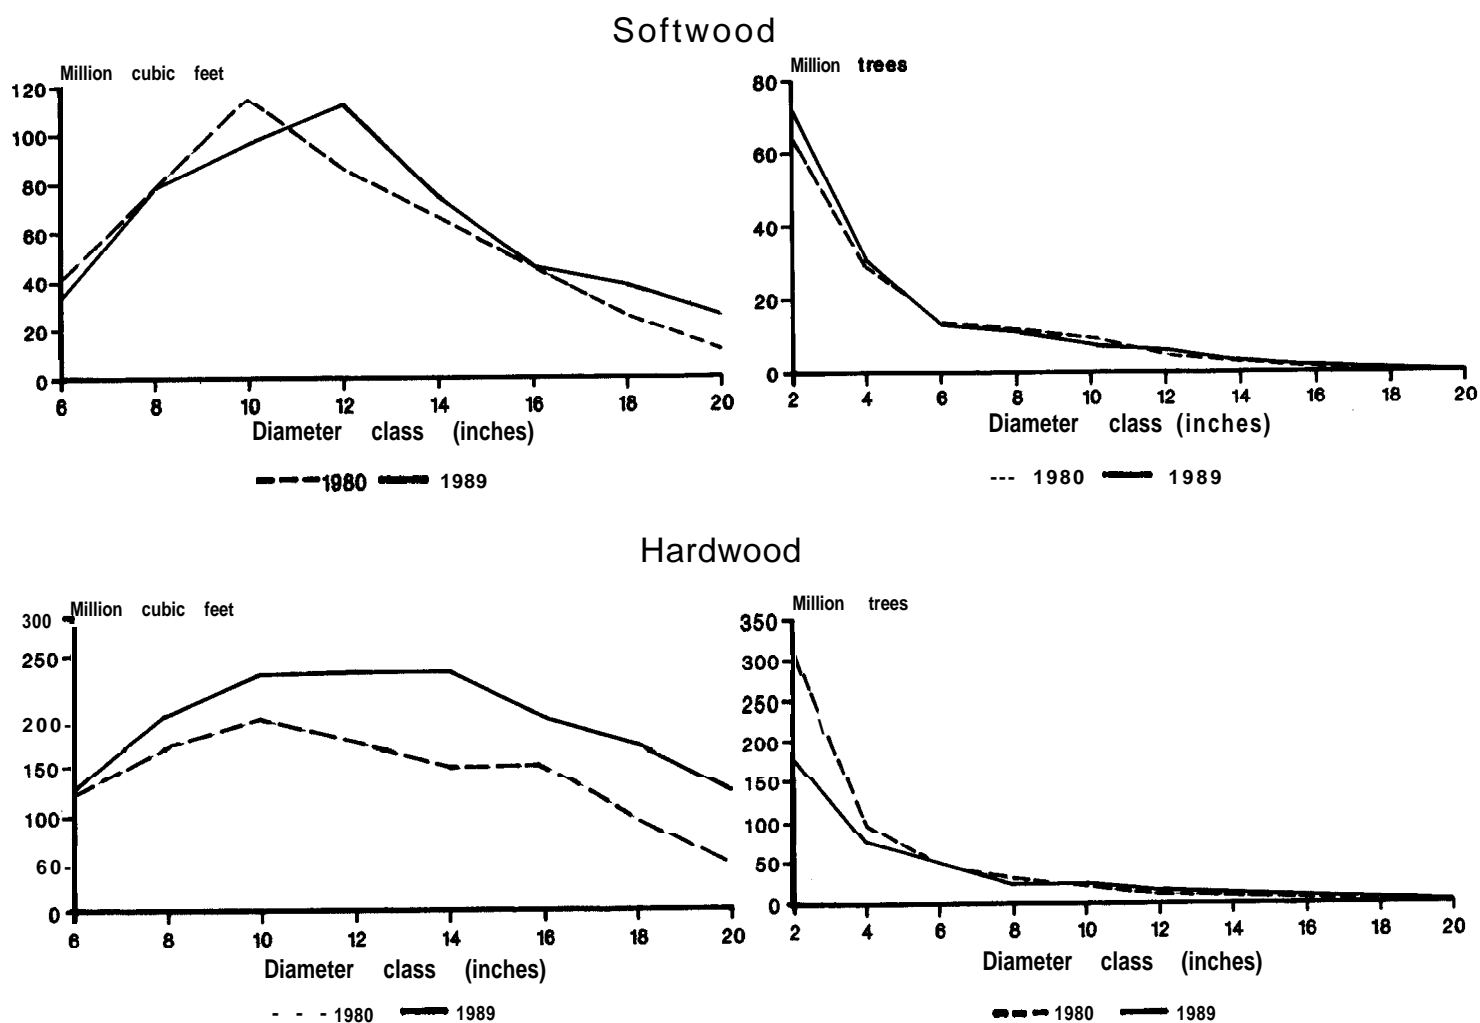 Softwood
Million cubic feet
120
100
80
60
40
20
0
6 8 10 12 14 16 18 20
Diameter class (inches)
1980 1989
Million trees
80
60
40
20
0
2 4 6 8 10 12 14 16 18 20
Diameter class (inches)
1980 1989
Hardwood
Million cubic feet
300
250
200
150
100
60
0
6 8 10 12 14 16 18 20
Diameter class (inches)
1980 1989
Million trees
350
300
250
200
150
100
50
0
2 4 6 8 10 12 14 16 18 20
Diameter class (inches)
1980 1989